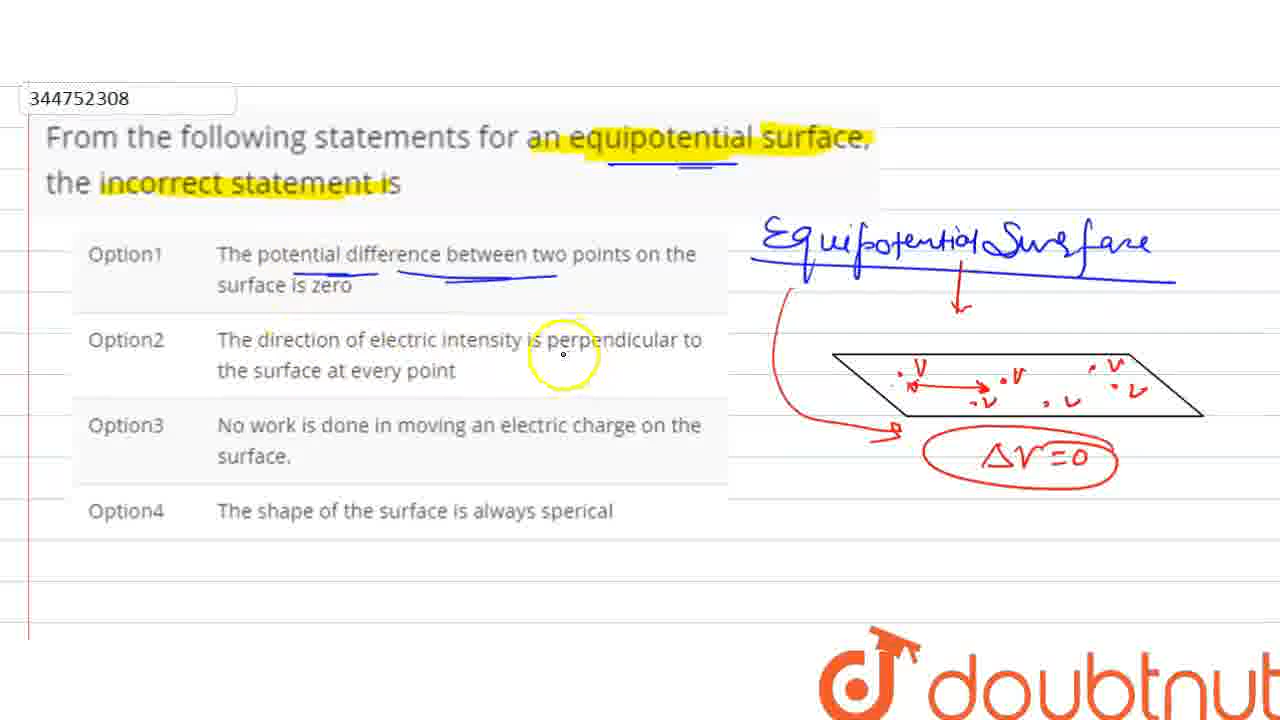 344752308
From the following statements for an equipotential surface,
the incorrect statement is
Option1 The potential difference between two points on the
surface is zero
Option2 The direction of electric intensity is perpendicular to
the surface at every point
Option3 No work is done in moving an electric charge on the
surface.
Option4 The shape of the surface is always sperical
Equipotential Surface
V V V V V V
ΔV=0
doubtnut